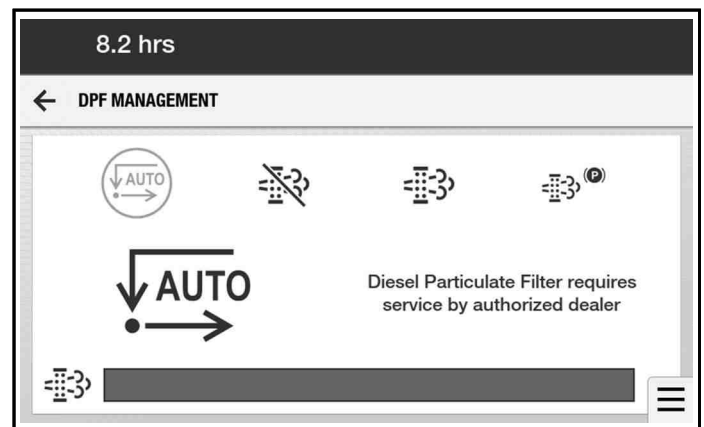 8.2 hrs
DPF MANAGEMENT
AUTO
P
AUTO
Diesel Particulate Filter requires
service by authorized dealer